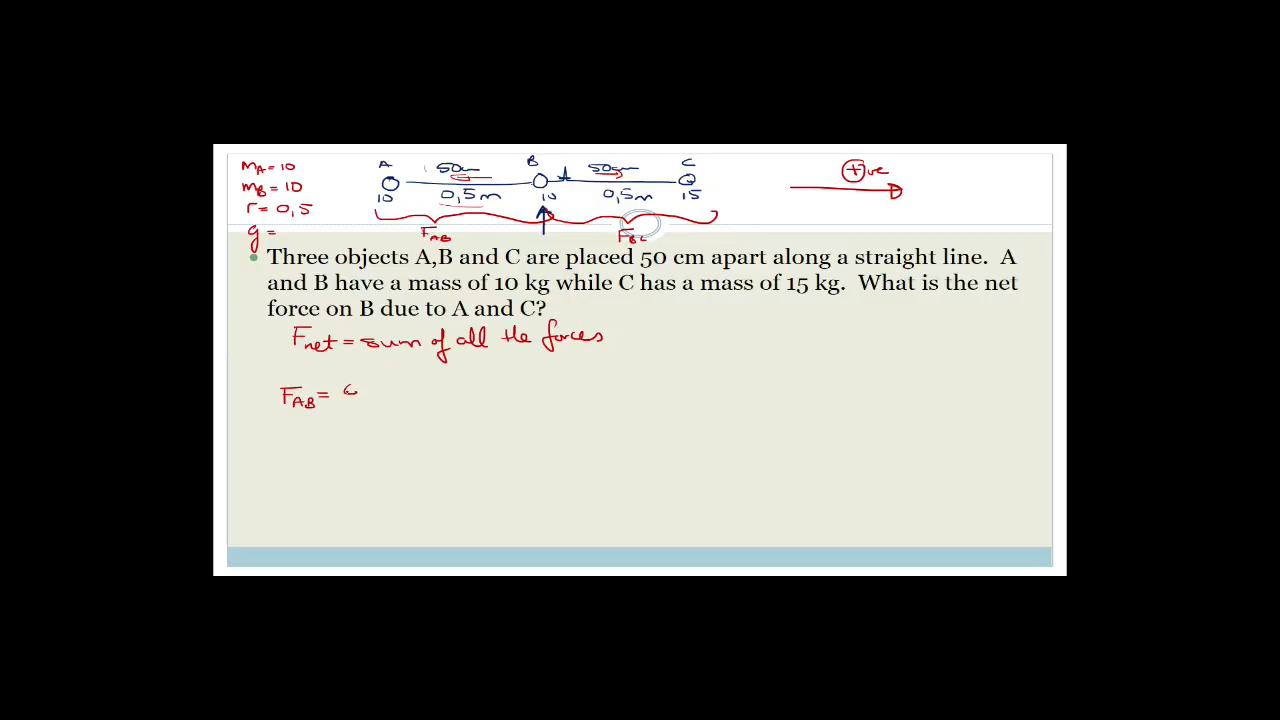 mA = 10
mB = 10
r = 0,5
g =
A 50cm B 50cm C
10 0,5m 10 0,5m 15
FAB FBC
+ve
Three objects A,B and C are placed 50 cm apart along a straight line. A
and B have a mass of 10 kg while C has a mass of 15 kg. What is the net
force on B due to A and C?
Fnet = sum of all the forces
FAB =